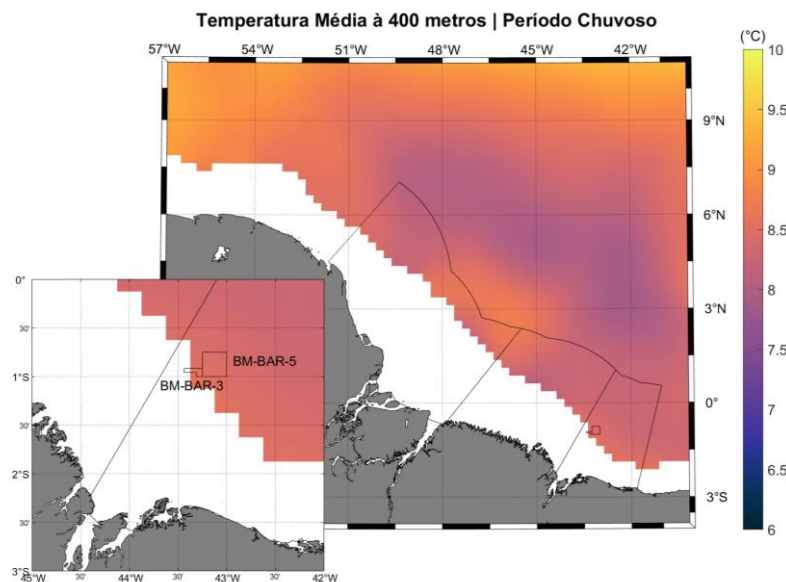 Temperatura Média à 400 metros | Período Chuvoso
57°W 54°W 51°W 48°W 45°W 42°W
(°C)
10
9.5
9
8.5
8
7.5
7
6.5
6
9°N
6°N
3°N
0°
3°S
0°
30'
1°S
30'
2°S
30'
3°S
BM-BAR-5
BM-BAR-3
45°W 30' 44°W 30' 43°W 30' 42°W